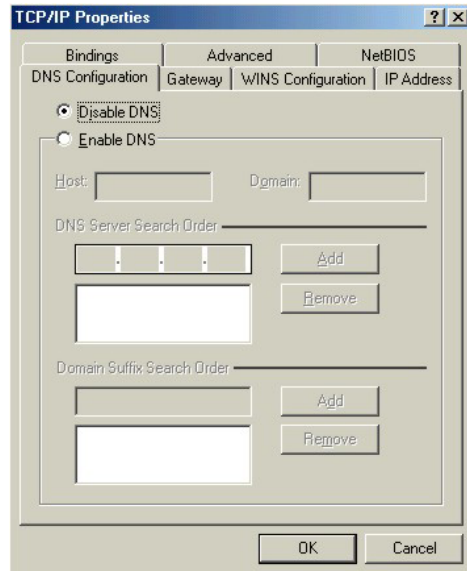 TCP/IP Properties
Bindings Advanced NetBIOS
DNS Configuration Gateway WINS Configuration IP Address
Disable DNS
Enable DNS
Host: Domain:
DNS Server Search Order
. . .
Add
Remove
Domain Suffix Search Order
Add
Remove
OK Cancel